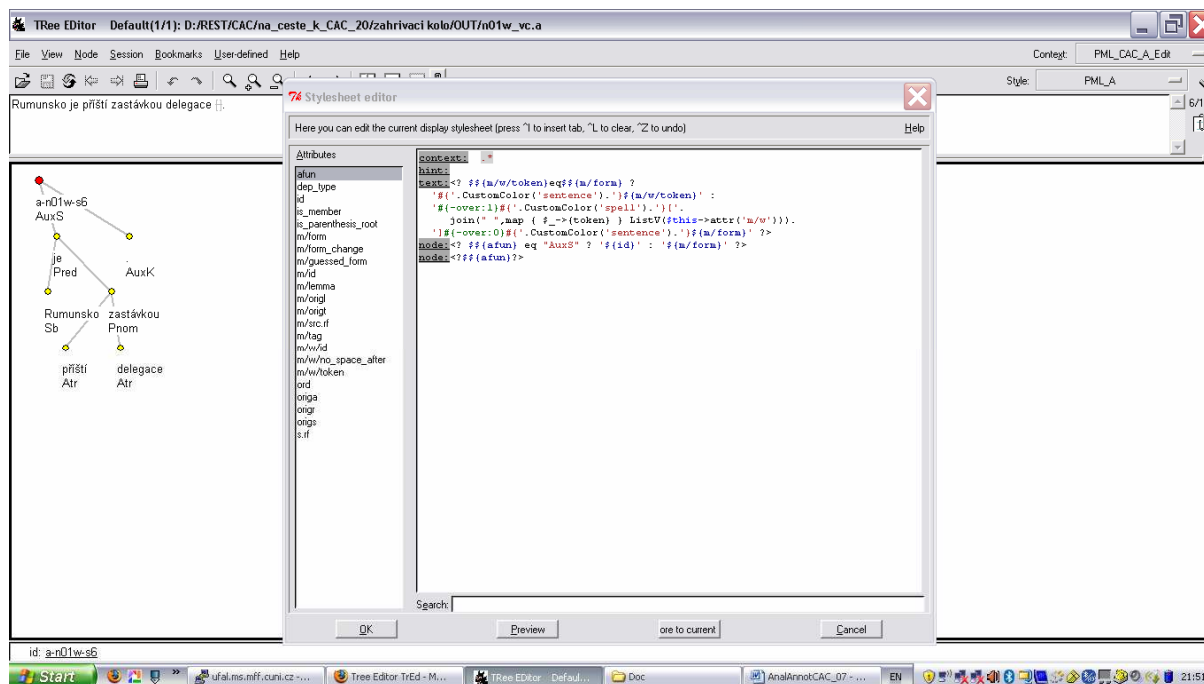 TRee EDitor Default(1/1): D:/REST/CAC/na_ceste_k_CAC_20/zahrivaci kolo/OUT/n01w_vc.a
File View Node Session Bookmarks User-defined Help
Context: PML_CAC_A_Edit
Style: PML_A
Rumunsko je příští zastávkou delegace
6/1
Stylesheet editor
Here you can edit the current display stylesheet (press ^I to insert tab, ^L to clear, ^Z to undo)
Help
Attributes
afun
dep_type
id
is_member
is_parenthesis_root
m/form
m/form_change
m/guessed_form
m/id
m/lemma
m/origl
m/origt
m/src.rf
m/tag
m/w/id
m/w/no_space_after
m/w/token
ord
origa
origr
origs
s.rf
context: .*
hint:
text:<? $${m/w/token}eq$${m/form} ?
'#{'.CustomColor('sentence').'}${m/w/token}' :
'#{-over:1}#{'.CustomColor('spell').'}['.
join(" ",map { $_->{token} } ListV($this->attr('m/w'))).
']#{-over:0}#{'.CustomColor('sentence').'}${m/form}' ?>
node:<? $${afun} eq "AuxS" ? '${id}' : '${m/form}' ?>
node:<?$${afun}?>
Search:
OK
Preview
ore to current
Cancel
a-n01w-s6
AuxS
je
Pred
.
AuxK
Rumunsko
Sb
zastávkou
Pnom
příští
Atr
delegace
Atr
id: a-n01w-s6
Start
ufal.ms.mff.cuni.cz -...
Tree Editor TrEd - M...
TRee EDitor Defaul...
Doc
AnalAnnotCAC_07 - ...
EN